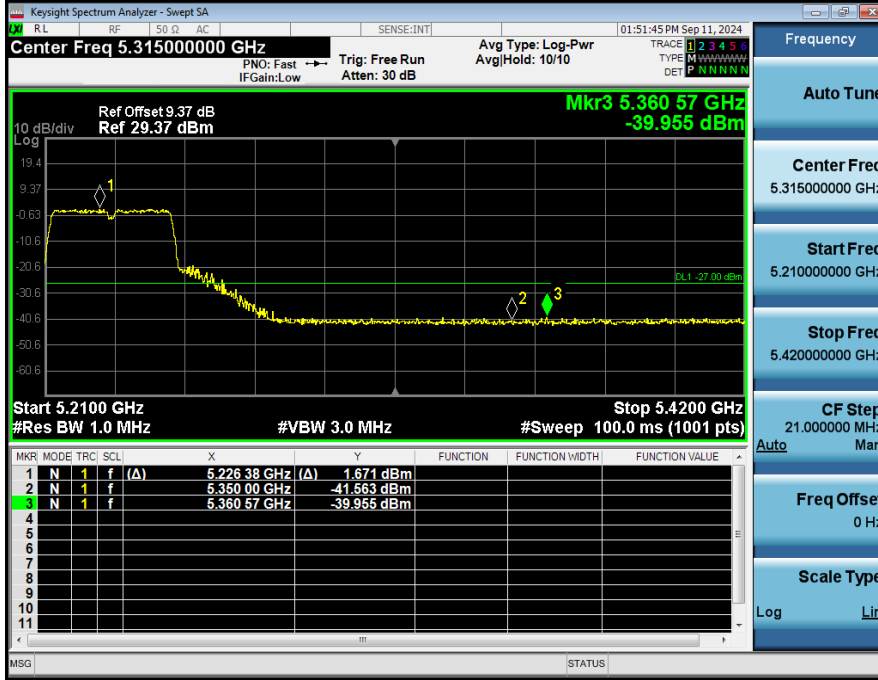 Keysight Spectrum Analyzer - Swept SA
LXI RL RF 50 Ω AC SENSE:INT 01:51:45 PM Sep 11, 2024
Center Freq 5.315000000 GHz
PNO: Fast
IFGain:Low
Trig: Free Run
Atten: 30 dB
Avg Type: Log-Pwr
Avg|Hold: 10/10
TRACE 1 2 3 4 5 6
TYPE M WWWWW
DET P N N N N N
Mkr3 5.360 57 GHz
-39.955 dBm
Ref Offset 9.37 dB
10 dB/div Ref 29.37 dBm
Log
19.4
9.37
-0.63
-10.6
-20.6
-30.6
-40.6
-50.6
-60.6
1
2
3
DL1 -27.00 dBm
Start 5.2100 GHz Stop 5.4200 GHz
#Res BW 1.0 MHz #VBW 3.0 MHz #Sweep 100.0 ms (1001 pts)
MKR MODE TRC SCL X Y FUNCTION FUNCTION WIDTH FUNCTION VALUE
1 N 1 f (Δ) 5.226 38 GHz (Δ) 1.671 dBm
2 N 1 f 5.350 00 GHz -41.563 dBm
3 N 1 f 5.360 57 GHz -39.955 dBm
4
5
6
7
8
9
10
11
MSG STATUS
Frequency
Auto Tune
Center Freq
5.315000000 GHz
Start Freq
5.210000000 GHz
Stop Freq
5.420000000 GHz
CF Step
21.000000 MHz
Auto Man
Freq Offset
0 Hz
Scale Type
Log Lin